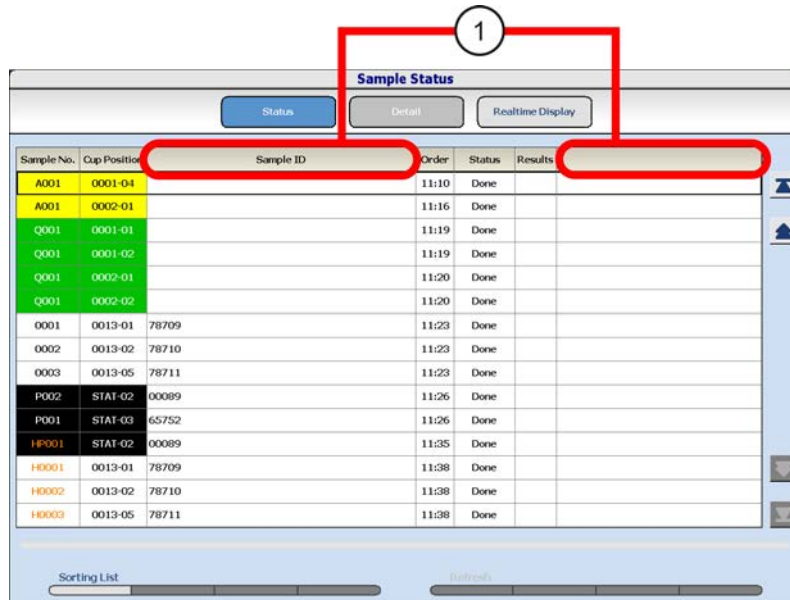 1
Sample Status
Status Detail Realtime Display
Sample No. Cup Position Sample ID Order Status Results
A001 0001-04 11:10 Done
A001 0002-01 11:16 Done
Q001 0001-01 11:19 Done
Q001 0001-02 11:19 Done
Q001 0002-01 11:20 Done
Q001 0002-02 11:20 Done
0001 0013-01 78709 11:23 Done
0002 0013-02 78710 11:23 Done
0003 0013-05 78711 11:23 Done
P002 STAT-02 00089 11:26 Done
P001 STAT-03 65752 11:26 Done
HP001 STAT-02 00089 11:35 Done
H0001 0013-01 78709 11:38 Done
H0002 0013-02 78710 11:38 Done
H0003 0013-05 78711 11:38 Done
Sorting List Refresh